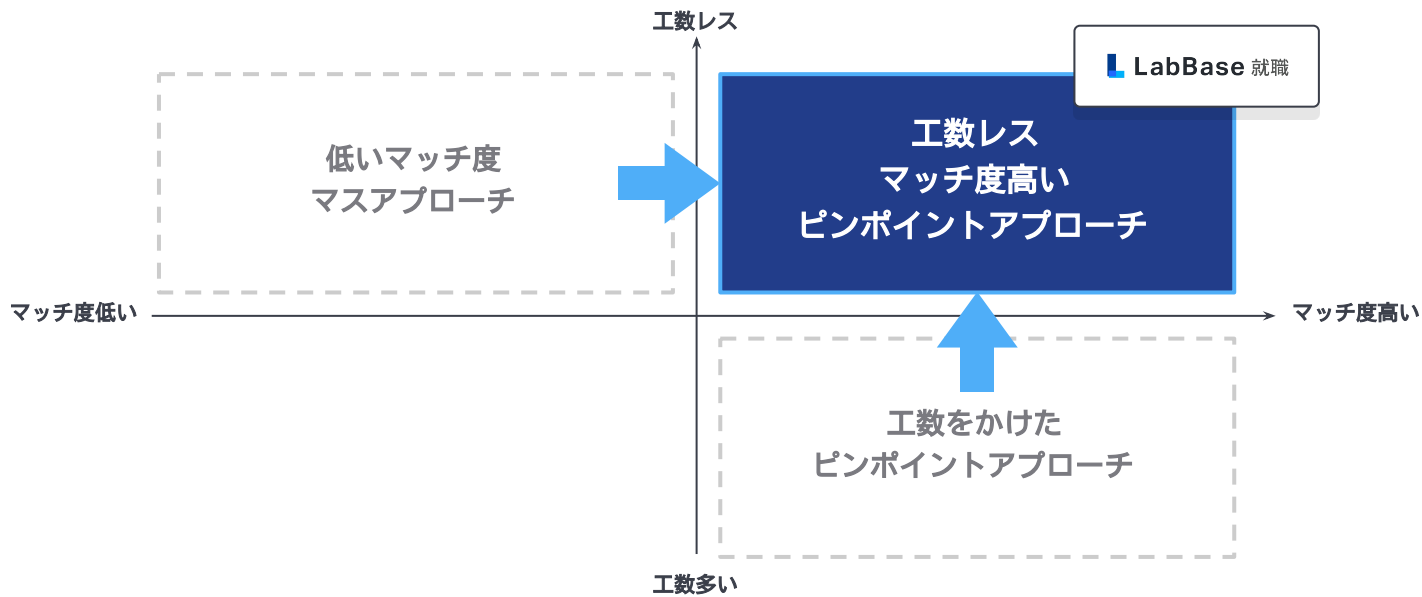 工数レス
LabBase 就職
低いマッチ度
マスアプローチ
工数レス
マッチ度高い
ピンポイントアプローチ
マッチ度低い
マッチ度高い
工数をかけた
ピンポイントアプローチ
工数多い